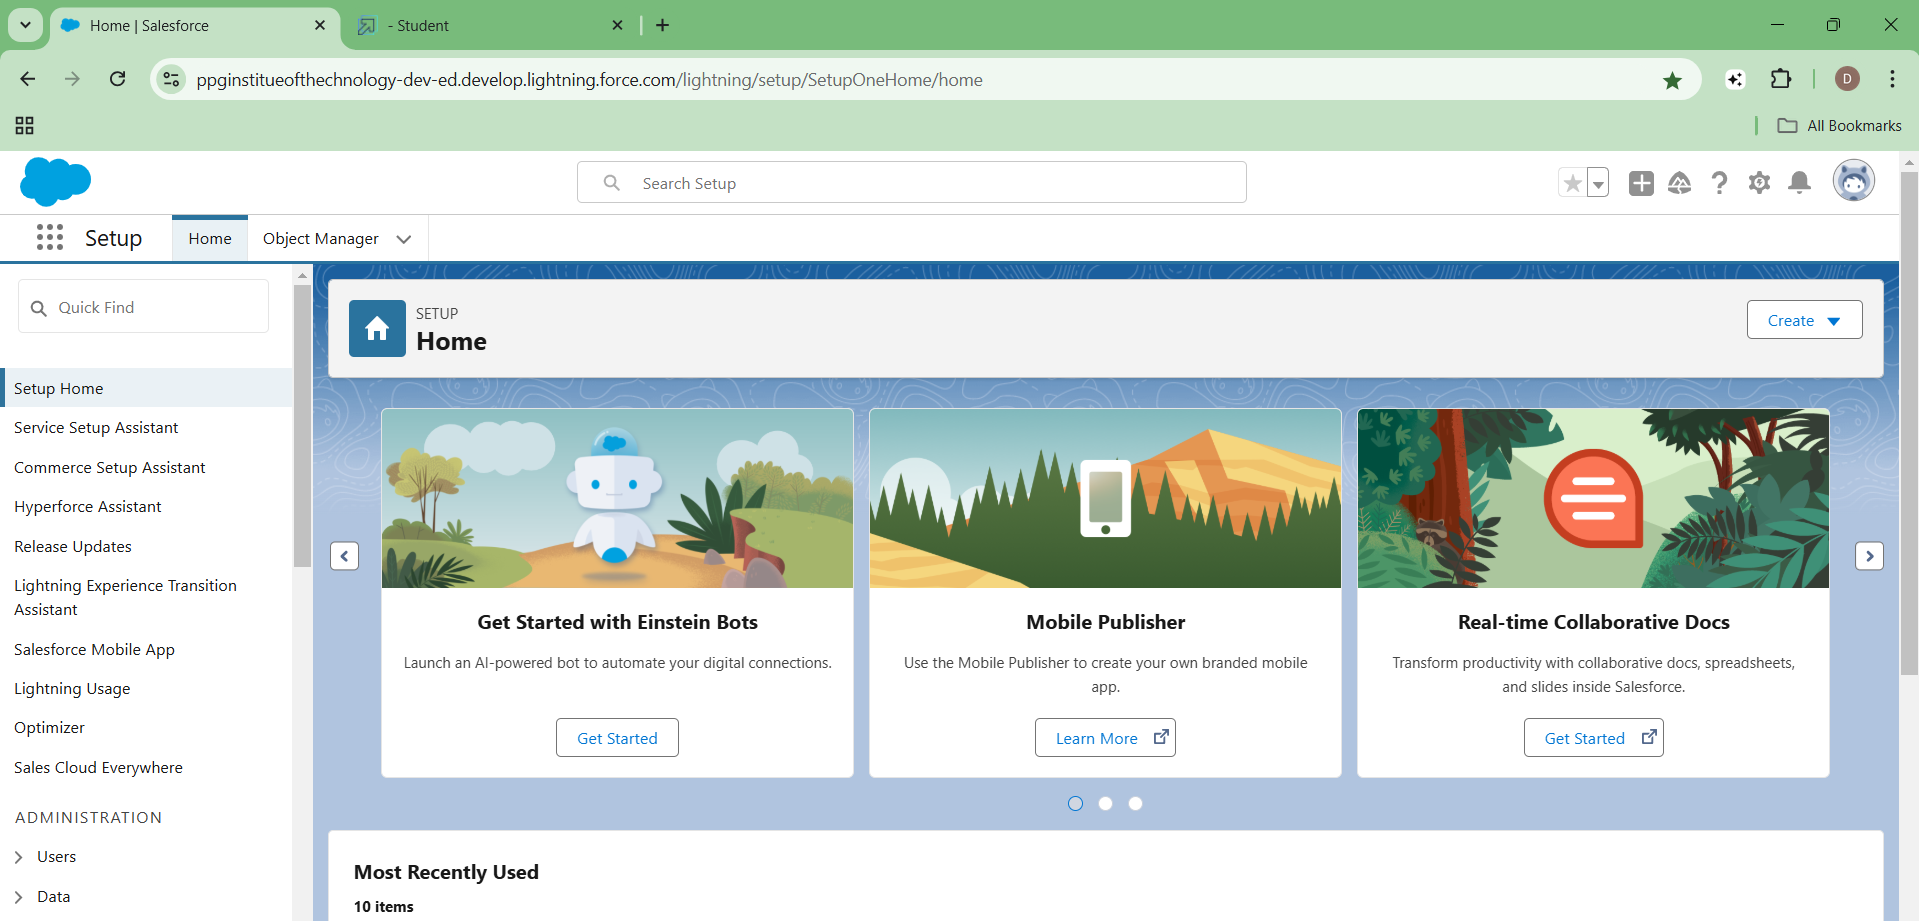 Home | Salesforce
- Student
ppginstitueofthechnology-dev-ed.develop.lightning.force.com/lightning/setup/SetupOneHome/home
D
All Bookmarks
Search Setup
Setup
Home
Object Manager
Quick Find
SETUP
Home
Create
Setup Home
Service Setup Assistant
Commerce Setup Assistant
Hyperforce Assistant
Release Updates
Lightning Experience Transition
Assistant
Salesforce Mobile App
Lightning Usage
Optimizer
Sales Cloud Everywhere
ADMINISTRATION
Users
Data
Get Started with Einstein Bots
Launch an AI-powered bot to automate your digital connections.
Get Started
Mobile Publisher
Use the Mobile Publisher to create your own branded mobile
app.
Learn More
Real-time Collaborative Docs
Transform productivity with collaborative docs, spreadsheets,
and slides inside Salesforce.
Get Started
Most Recently Used
10 items